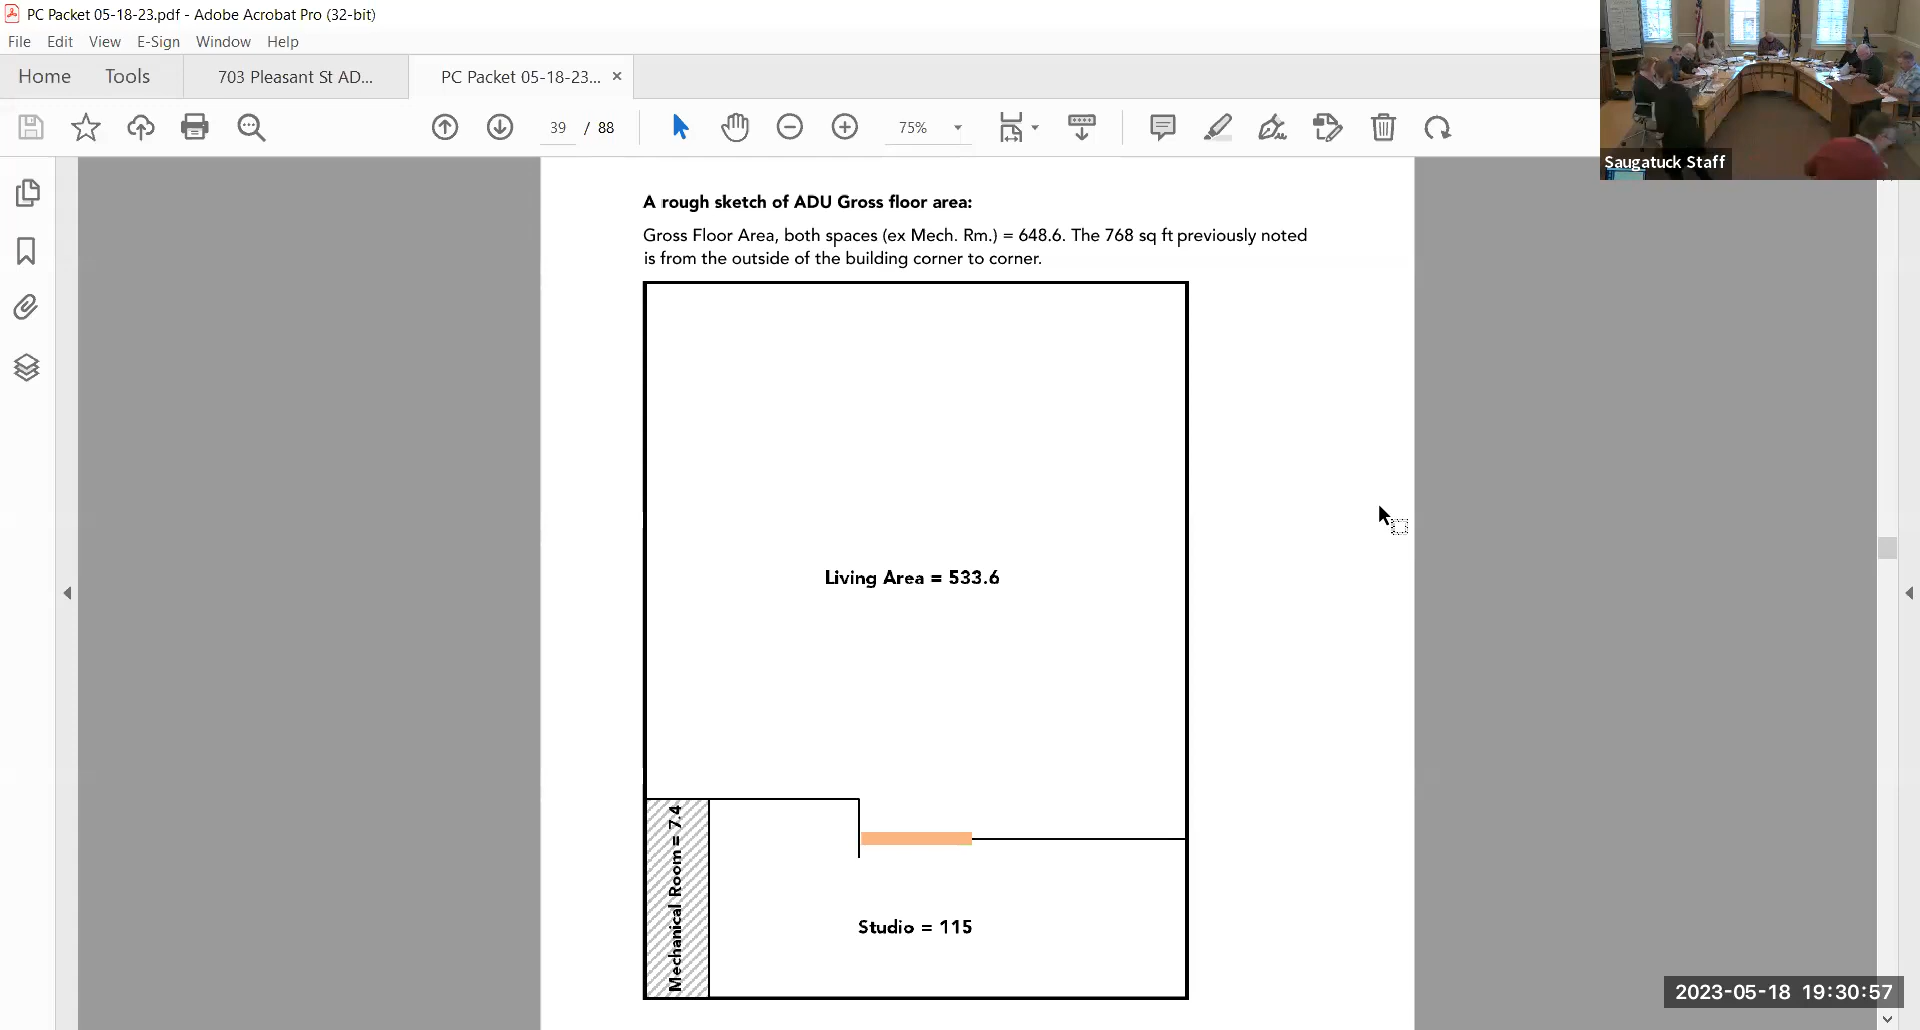 PC Packet 05-18-23.pdf - Adobe Acrobat Pro (32-bit)
File Edit View E-Sign Window Help
Home Tools 703 Pleasant St AD... PC Packet 05-18-23... ×
39 / 88 75%
Saugatuck Staff
A rough sketch of ADU Gross floor area:
Gross Floor Area, both spaces (ex Mech. Rm.) = 648.6. The 768 sq ft previously noted
is from the outside of the building corner to corner.
Living Area = 533.6
Mechanical Room = 7.4
Studio = 115
2023-05-18 19:30:57